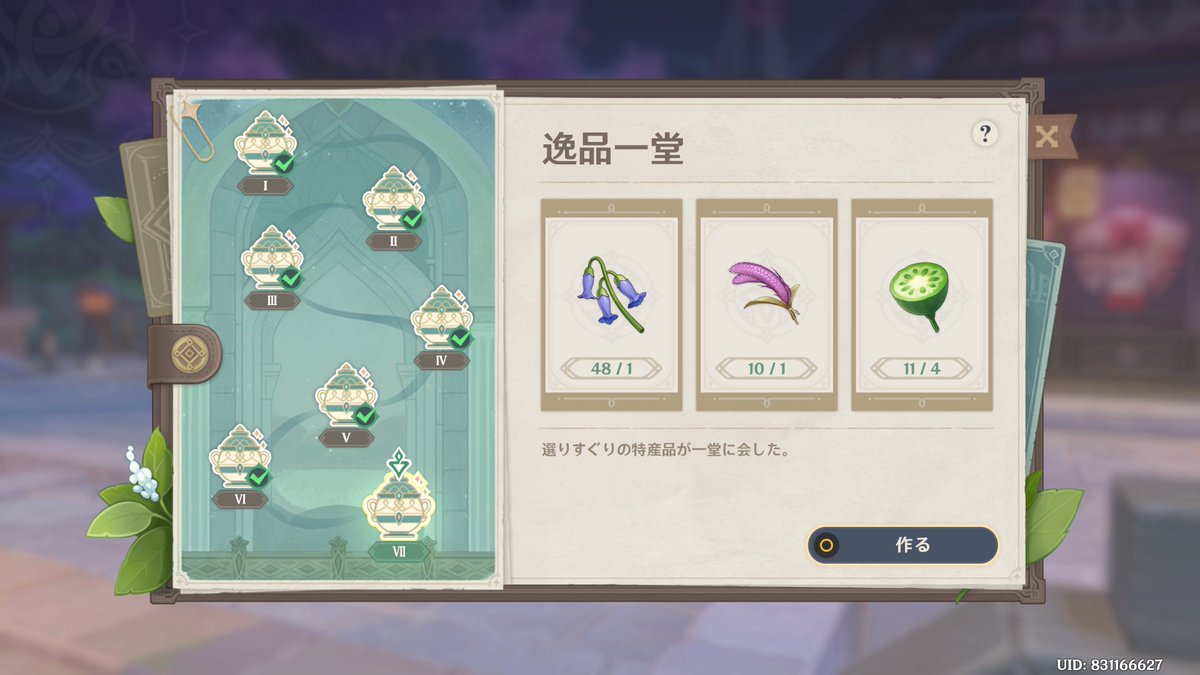 逸品一堂
?
I
II
III
IV
V
VI
VII
48 / 1
10 / 1
11 / 4
選りすぐりの特産品が一堂に会した。
作る
UID: 831166627